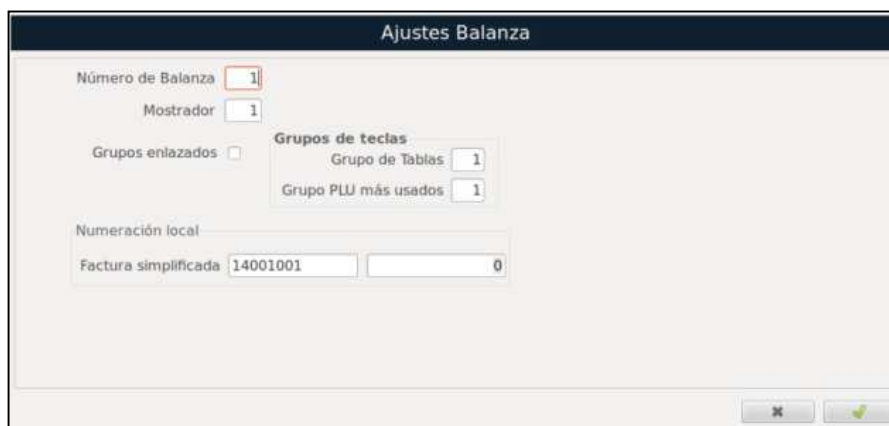 Ajustes Balanza
Número de Balanza 1
Mostrador 1
Grupos enlazados
Grupos de teclas
Grupo de Tablas 1
Grupo PLU más usados 1
Numeración local
Factura simplificada 14001001 0